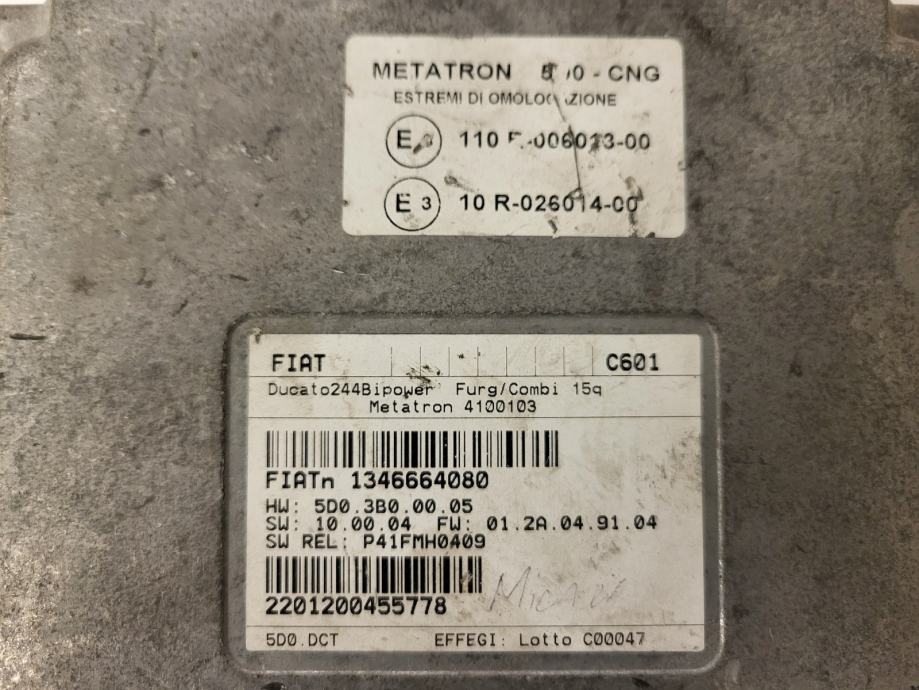 METATRON - CNG
ESTREMI DI
E 110
E 3 10 R-026014-00
FIAT C601
Ducato244Bipower Furg/Combi 15q
Metatron 4100103
FIATn 1346664080
HW: 5D0.3B0.00.05
SW: 10.00.04 FW: 01.2A.04.91.04
SW REL: P41FMH0409
2201200455778
5D0.DCT EFFEGI: Lotto C00047